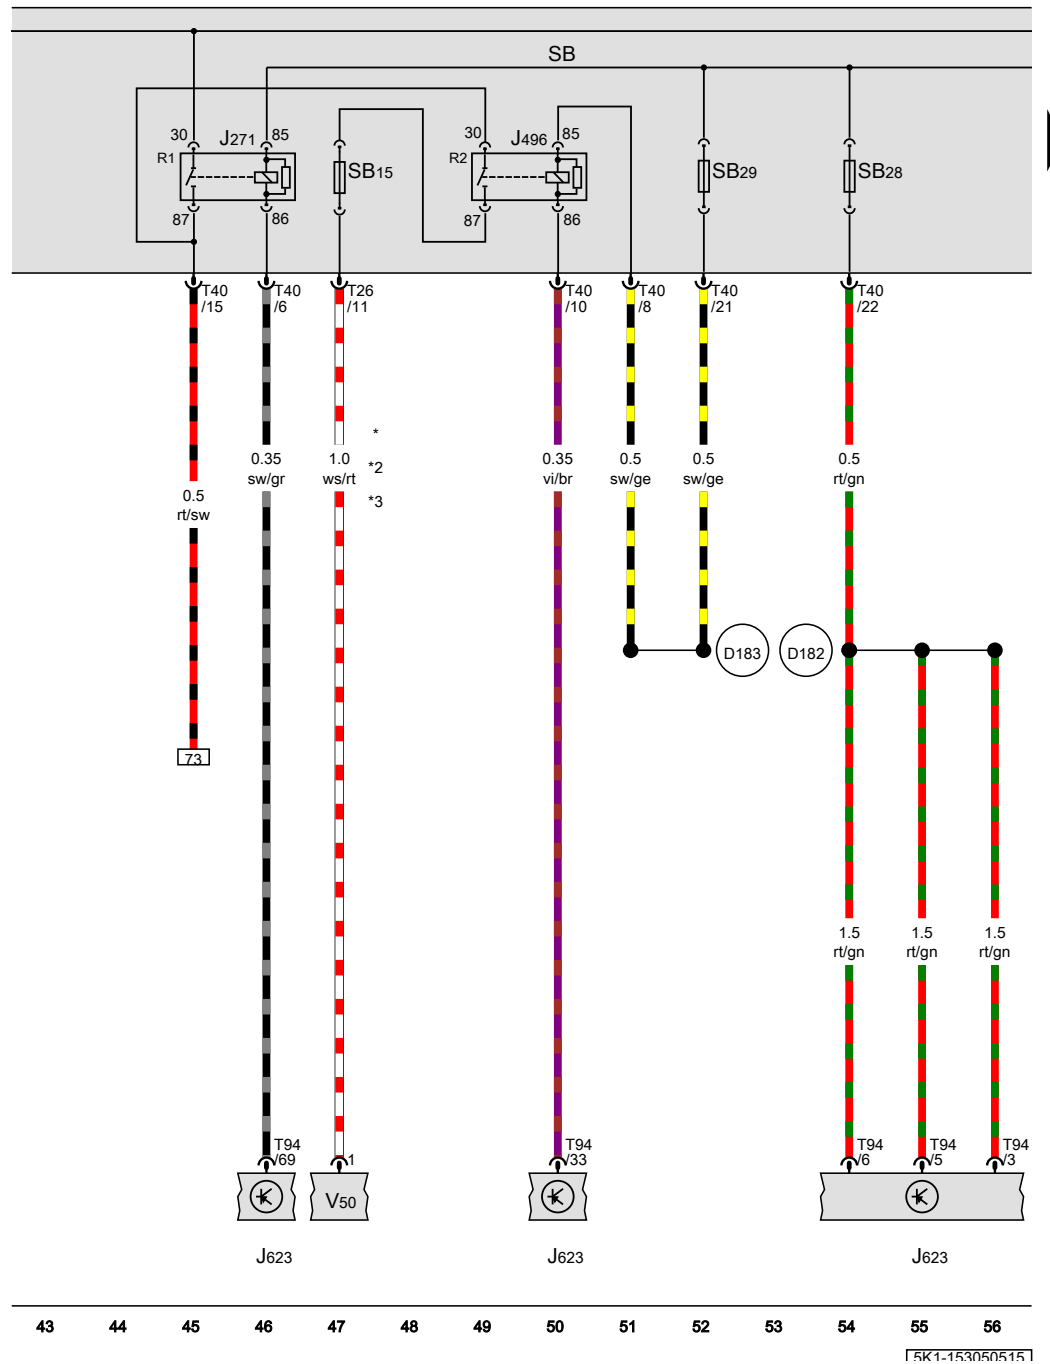 SB
30
J271
85
R1
87
86
SB15
30
J496
85
R2
87
86
SB29
SB28
T40
/15
T40
/6
T26
/11
T40
/10
T40
/8
T40
/21
T40
/22
*
*2
*3
0.5
rt/sw
0.35
sw/gr
1.0
ws/rt
0.35
vi/br
0.5
sw/ge
0.5
sw/ge
0.5
rt/gn
D183
D182
73
1.5
rt/gn
1.5
rt/gn
1.5
rt/gn
T94
/69
1
T94
/33
T94
/6
T94
/5
T94
/3
V50
J623
J623
J623
43 44 45 46 47 48 49 50 51 52 53 54 55 56
5K1-153050515